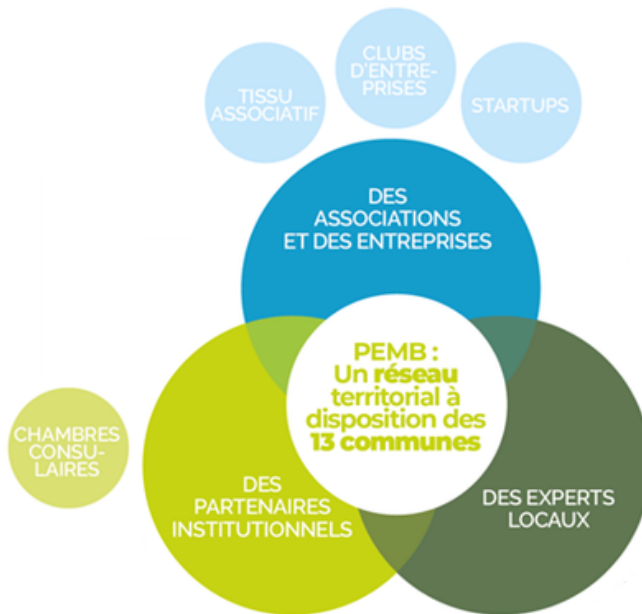 CLUBS
D'ENTRE-
PRISES
TISSU
ASSOCIATIF
STARTUPS
DES
ASSOCIATIONS
ET DES ENTREPRISES
PEMB :
Un réseau
territorial à
disposition des
13 communes
CHAMBRES
CONSU-
LAIRES
DES
PARTENAIRES
INSTITUTIONNELS
DES EXPERTS
LOCAUX